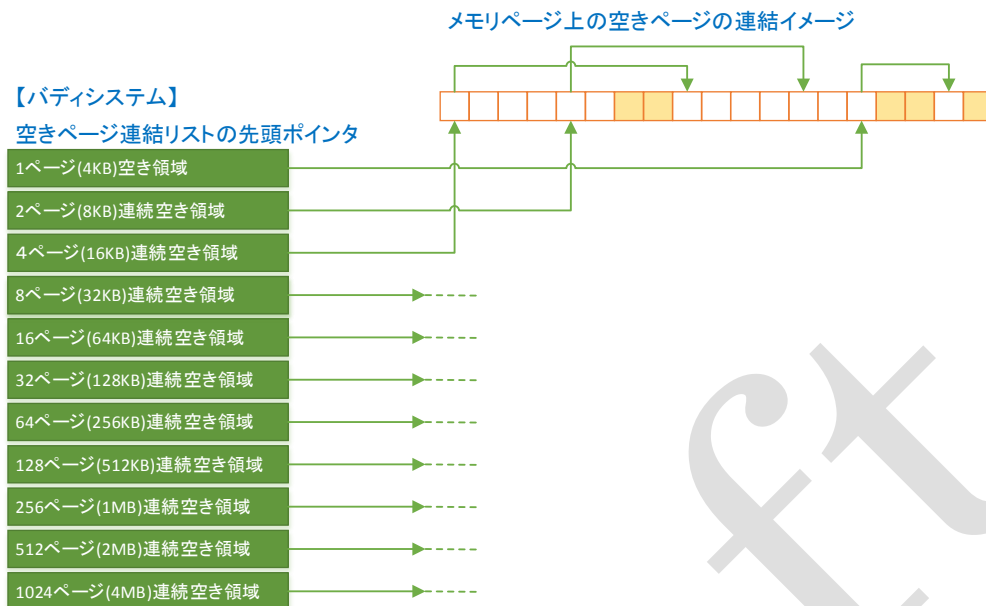 メモリページ上の空きページの連結イメージ
【バディシステム】
空きページ連結リストの先頭ポインタ
1ページ(4KB)空き領域
2ページ(8KB)連続空き領域
４ページ(16KB)連続空き領域
8ページ(32KB)連続空き領域
16ページ(64KB)連続空き領域
32ページ(128KB)連続空き領域
64ページ(256KB)連続空き領域
128ページ(512KB)連続空き領域
256ページ(1MB)連続空き領域
512ページ(2MB)連続空き領域
1024ページ(4MB)連続空き領域
ft